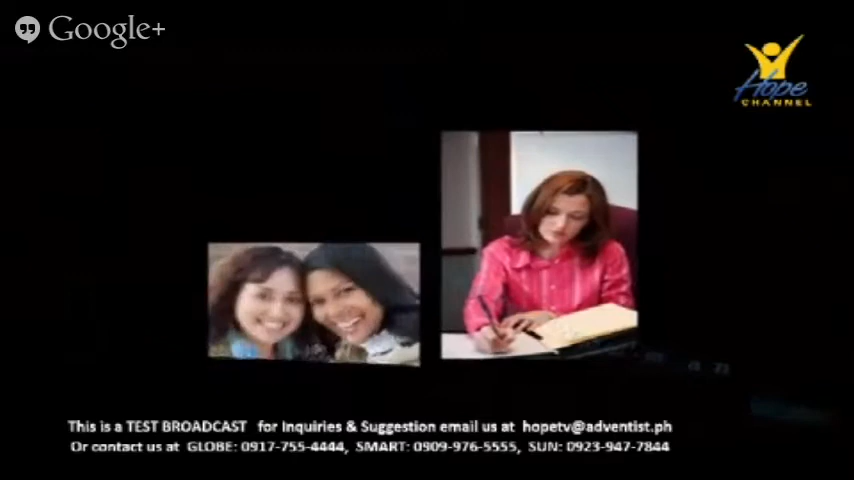 Google+
Hope
CHANNEL
This is a TEST BROADCAST for Inquiries & Suggestion email us at hopetv@adventist.ph
Or contact us at GLOBE: 0917-755-4444, SMART: 0909-976-5555, SUN: 0923-947-7844